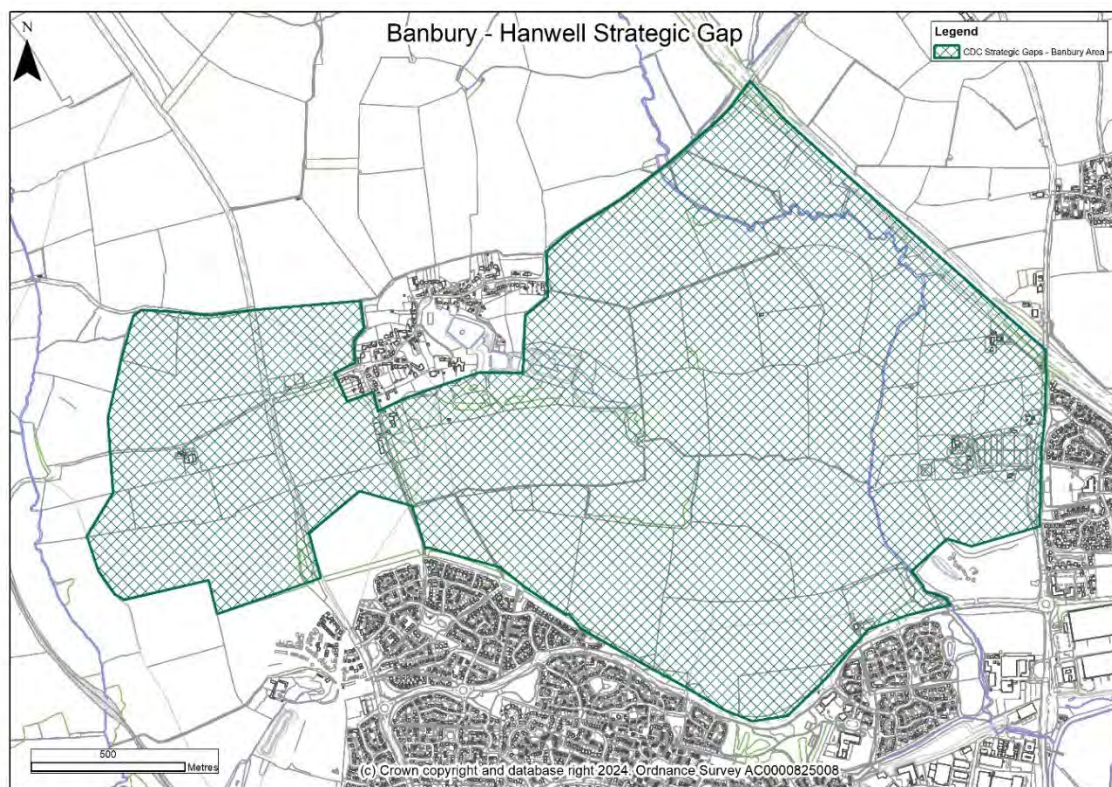 N
Banbury - Hanwell Strategic Gap
Legend
CDC Strategic Gaps - Banbury Area
500
Metres
(c) Crown copyright and database right 2024. Ordnance Survey AC0000825008